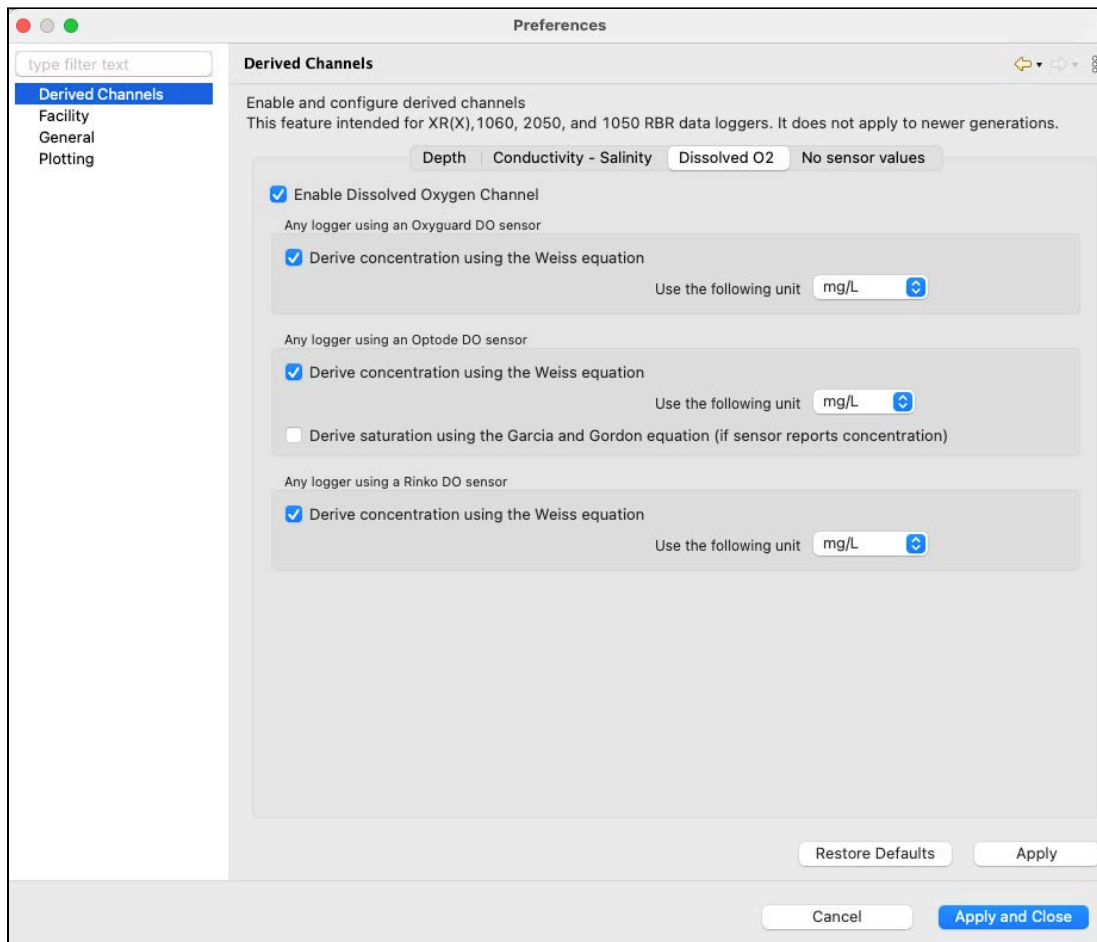 Preferences
type filter text
Derived Channels
Facility
General
Plotting
Derived Channels
Enable and configure derived channels
This feature intended for XR(X),1060, 2050, and 1050 RBR data loggers. It does not apply to newer generations.
Depth Conductivity - Salinity Dissolved O2 No sensor values
Enable Dissolved Oxygen Channel
Any logger using an Oxyguard DO sensor
Derive concentration using the Weiss equation
Use the following unit mg/L
Any logger using an Optode DO sensor
Derive concentration using the Weiss equation
Use the following unit mg/L
Derive saturation using the Garcia and Gordon equation (if sensor reports concentration)
Any logger using a Rinko DO sensor
Derive concentration using the Weiss equation
Use the following unit mg/L
Restore Defaults Apply
Cancel Apply and Close